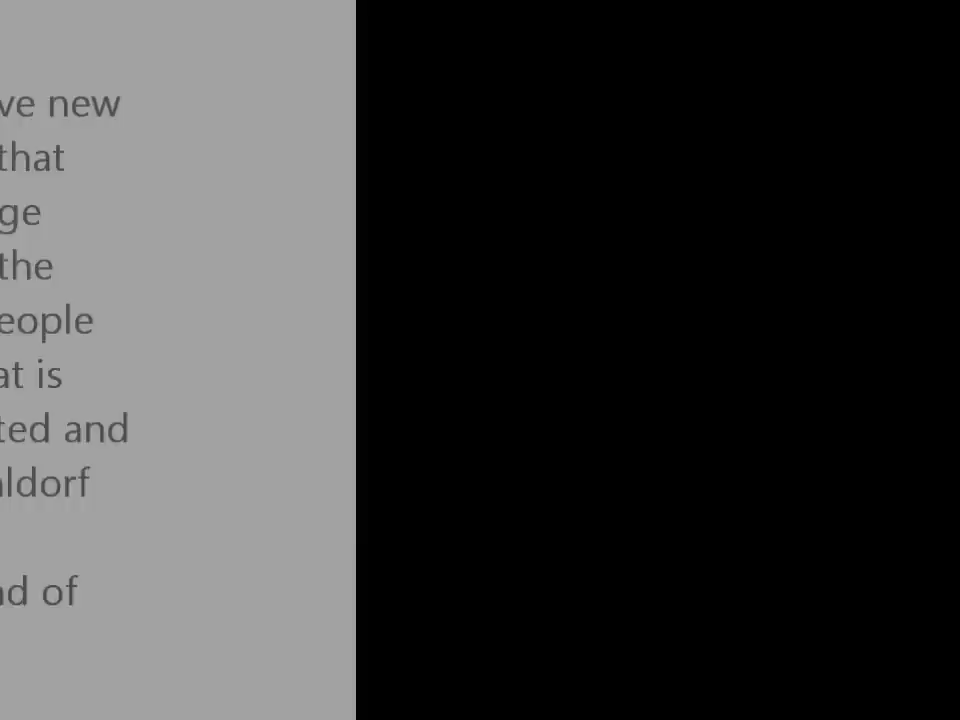 ve new
that
ge
the
eople
at is
ted and
ldorf

nd of